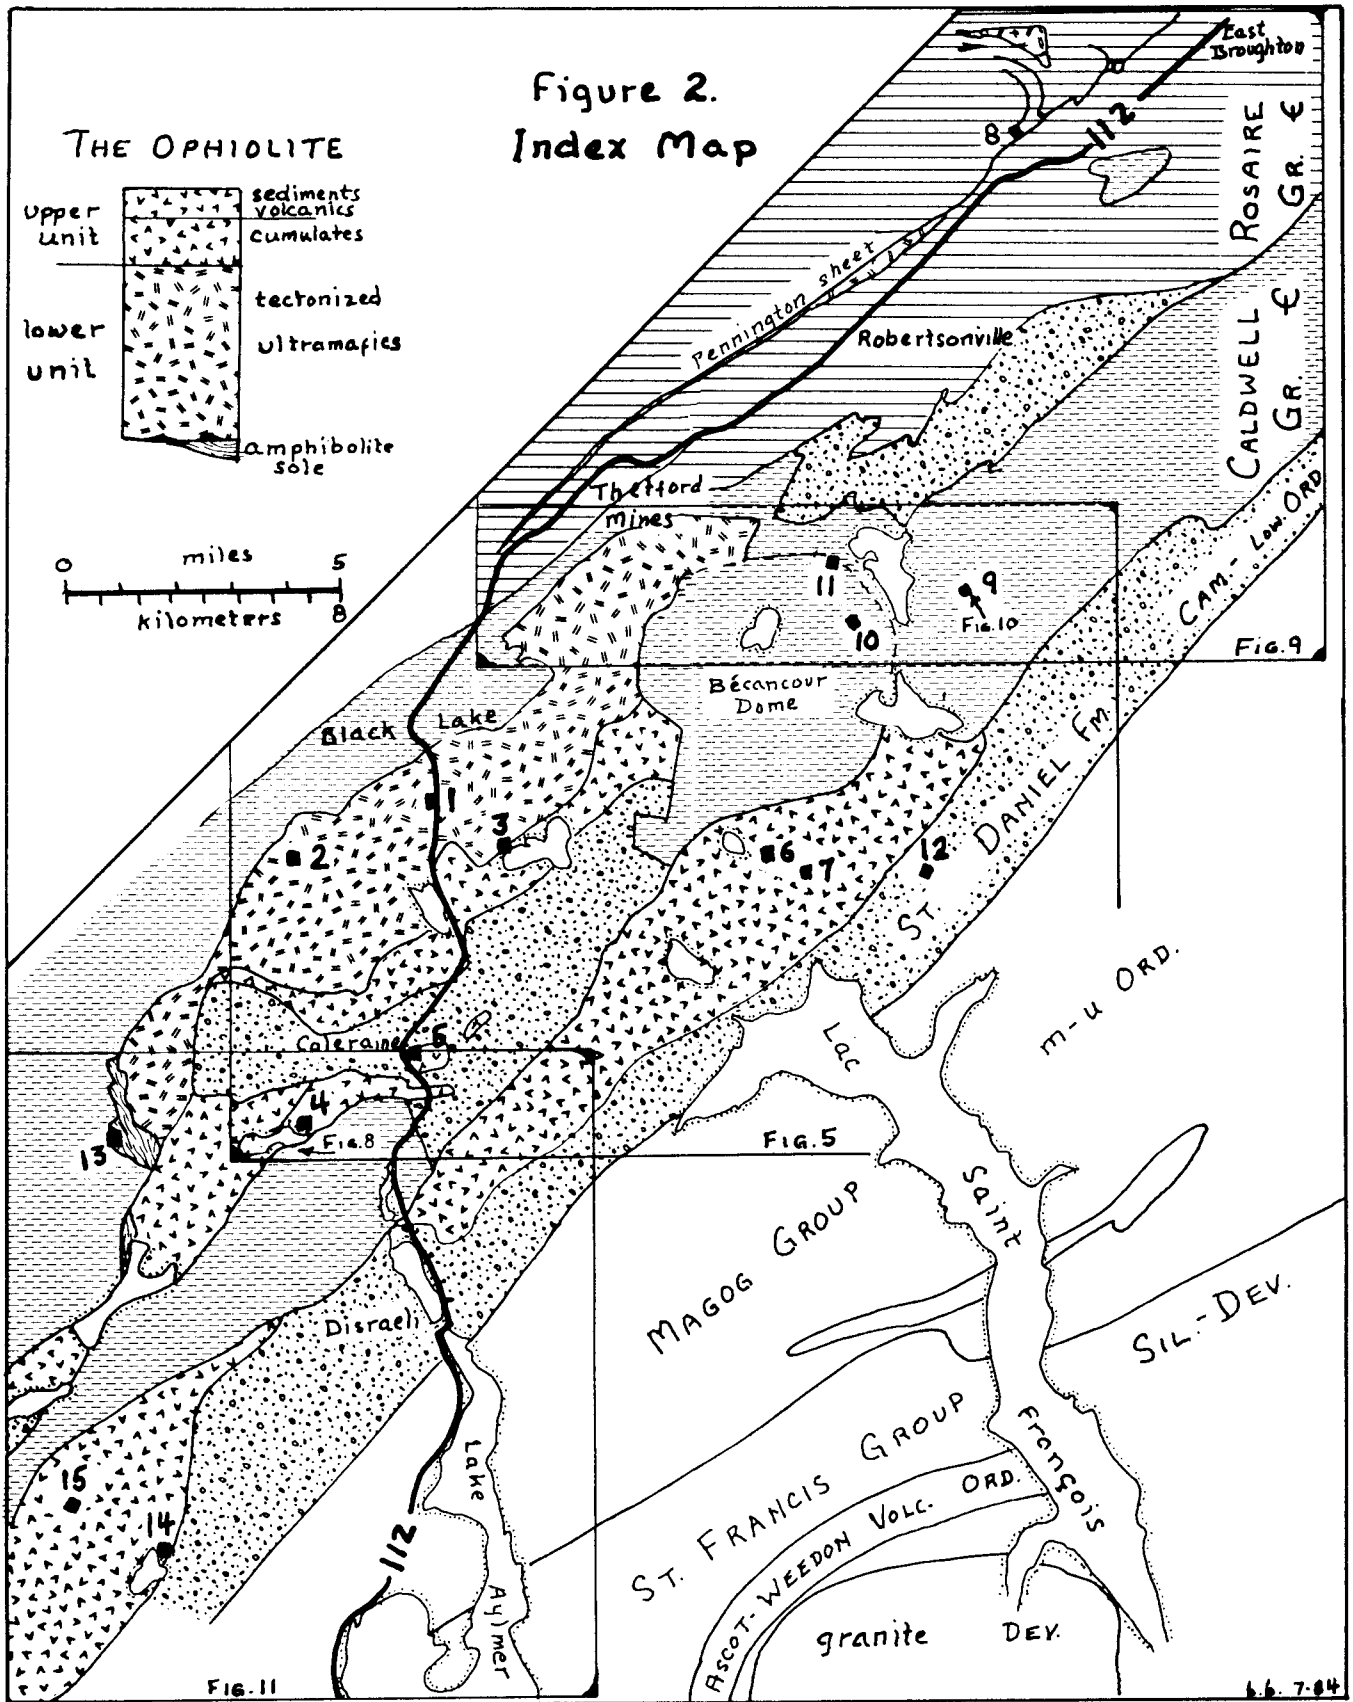 Figure 2.
Index Map
THE OPHIOLITE
upper
unit
sediments
volcanics
cumulates
lower
unit
tectonized
ultramafics
amphibolite
sole
0 miles 5
kilometers 8
East
Broughton
112
8
ROSAIRE
GR. Є
CALDWELL
GR. Є
Pennington sheet
Robertsonville
Thetford
Mines
CAM.- LOW. ORD
11
9
FIG.10
10
FIG.9
Bécancour
Dome
Black Lake
ST. DANIEL FM
1
3
2
6
7
12
m-u ORD.
Lac
Coleraine
5
4
FIG.8
FIG.5
13
Saint
MAGOG GROUP
SIL.-DEV.
Disraeli
François
ST. FRANCIS GROUP
Lake
ASCOT-WEEDON VOLC. ORD.
15
14
112
Aylmer
granite DEV.
FIG.11
6.6. 7-84